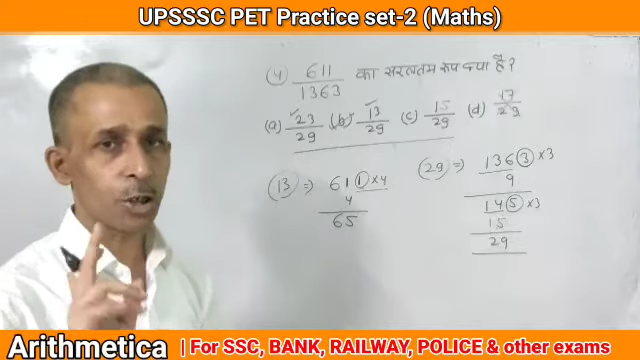 UPSSSC PET Practice set-2 (Maths)
(4) 611/1363 का सरलतम रूप क्या है?
(a) 23/29 (b) 13/29 (c) 15/29 (d) 17/29
(13) ⇒ 611×4
4
65
(29) ⇒ 1363×3
9
145×3
15
29
Arithmetica | For SSC, BANK, RAILWAY, POLICE & other exams